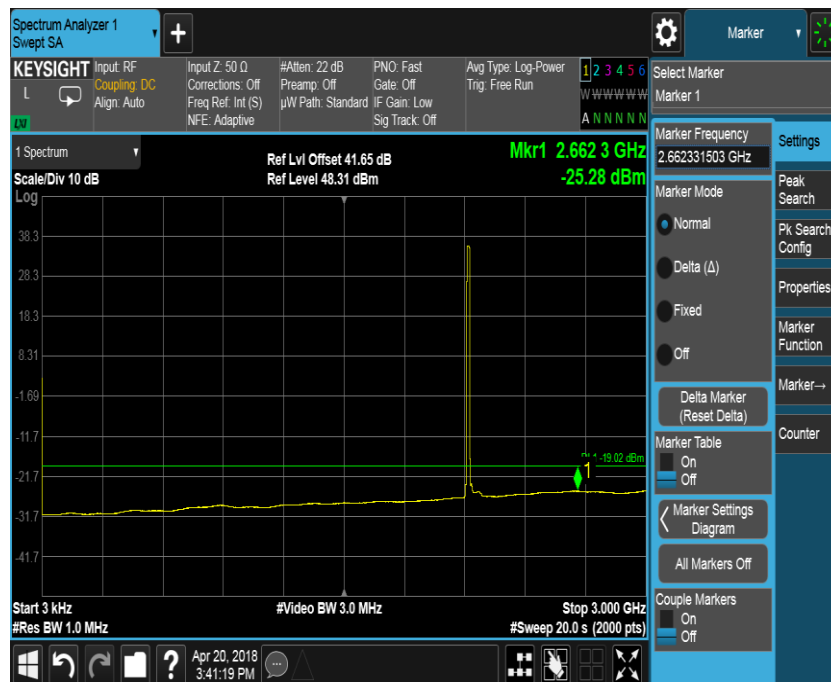 Spectrum Analyzer 1
Swept SA
Marker
KEYSIGHT
L
LXI
Input: RF
Coupling: DC
Align: Auto
Input Z: 50 Ω
Corrections: Off
Freq Ref: Int (S)
NFE: Adaptive
#Atten: 22 dB
Preamp: Off
µW Path: Standard
PNO: Fast
Gate: Off
IF Gain: Low
Sig Track: Off
Avg Type: Log-Power
Trig: Free Run
1 2 3 4 5 6
W W W W W W
A N N N N N
Select Marker
Marker 1
1 Spectrum
Scale/Div 10 dB
Log
Ref Lvl Offset 41.65 dB
Ref Level 48.31 dBm
Mkr1 2.662 3 GHz
-25.28 dBm
38.3
28.3
18.3
8.31
-1.69
-11.7
-21.7
-31.7
-41.7
-19.02 dBm
1
Start 3 kHz
#Res BW 1.0 MHz
#Video BW 3.0 MHz
Stop 3.000 GHz
#Sweep 20.0 s (2000 pts)
Marker Frequency
2.662331503 GHz
Marker Mode
Normal
Delta (Δ)
Fixed
Off
Delta Marker
(Reset Delta)
Marker Table
On
Off
Marker Settings
Diagram
All Markers Off
Couple Markers
On
Off
Settings
Peak
Search
Pk Search
Config
Properties
Marker
Function
Marker→
Counter
?
Apr 20, 2018
3:41:19 PM